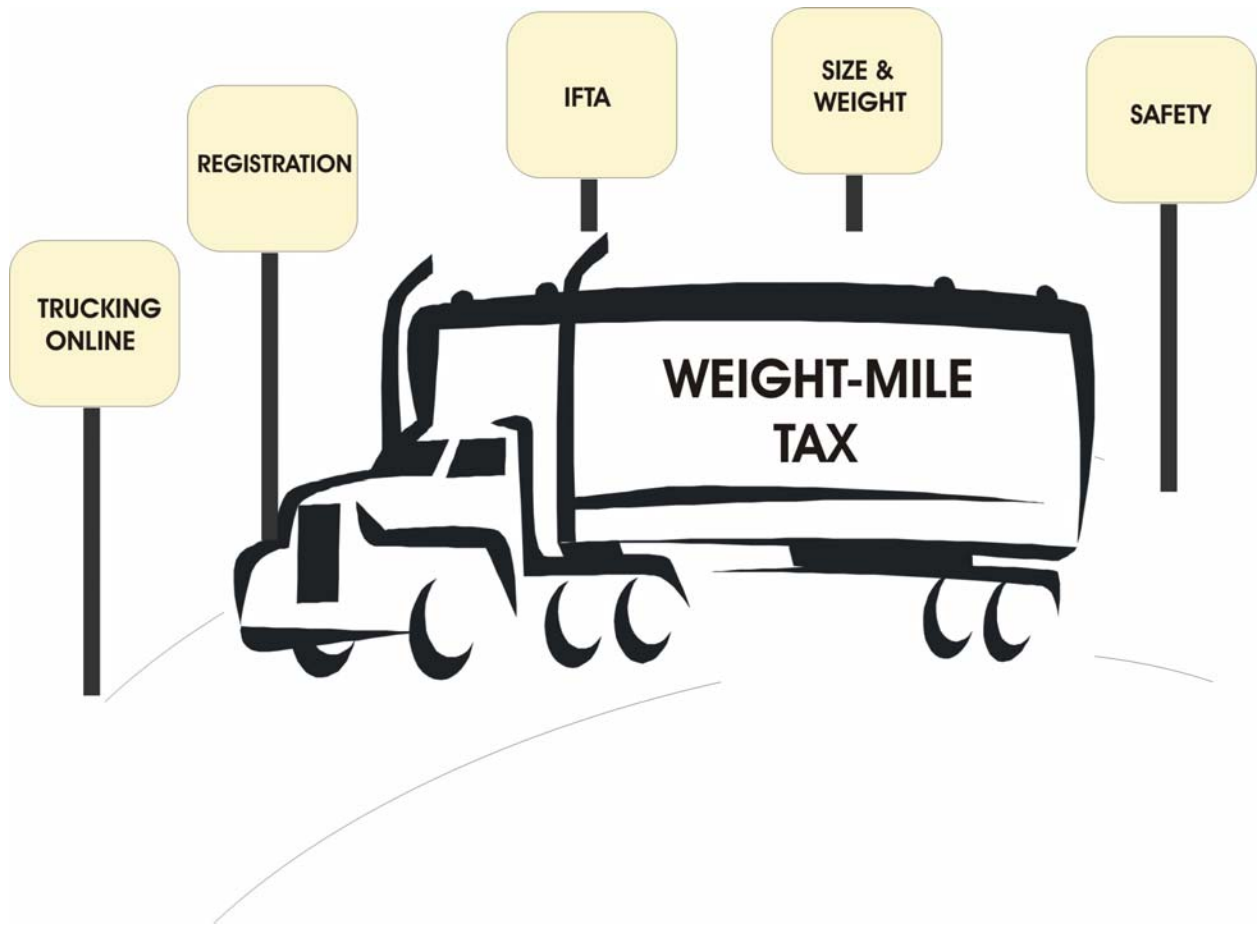 TRUCKING
ONLINE
REGISTRATION
IFTA
SIZE &
WEIGHT
SAFETY
WEIGHT-MILE
TAX